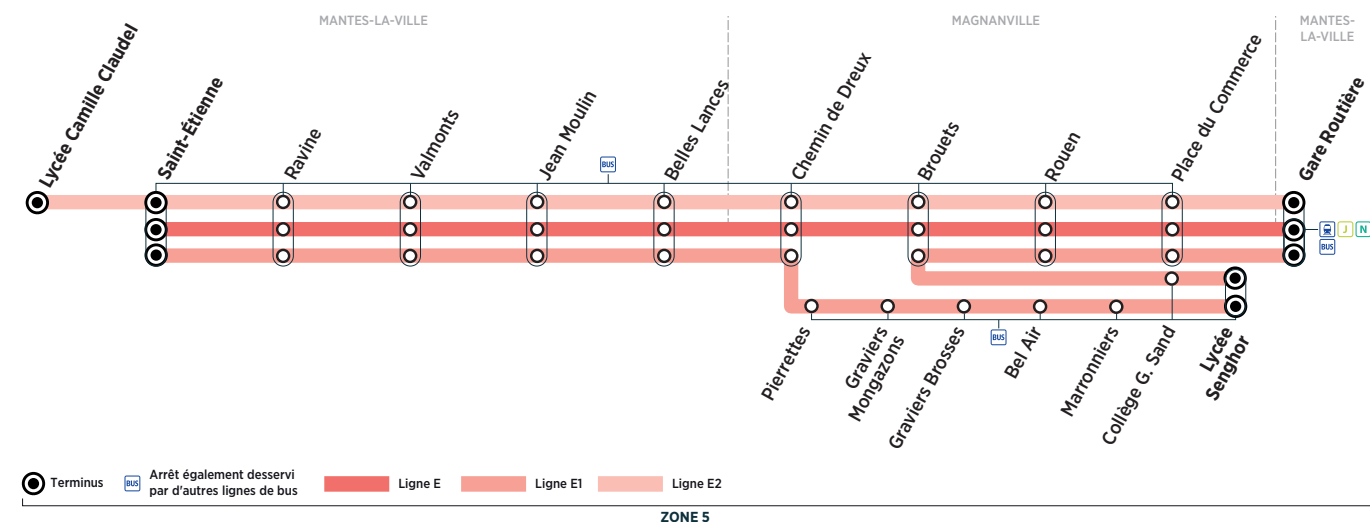 MANTES-LA-VILLE
MAGNANVILLE
MANTES-
LA-VILLE
Lycée Camille Claudel
Saint-Étienne
Ravine
Valmonts
Jean Moulin
BUS
Belles Lances
Chemin de Dreux
Brouets
Rouen
Place du Commerce
Gare Routière
J
N
BUS
Pierrettes
Graviers
Mongazons
Graviers Brosses
BUS
Bel Air
Marronniers
Collège G. Sand
Lycée
Senghor
Terminus
BUS
Arrêt également desservi
par d'autres lignes de bus
Ligne E
Ligne E1
Ligne E2
ZONE 5